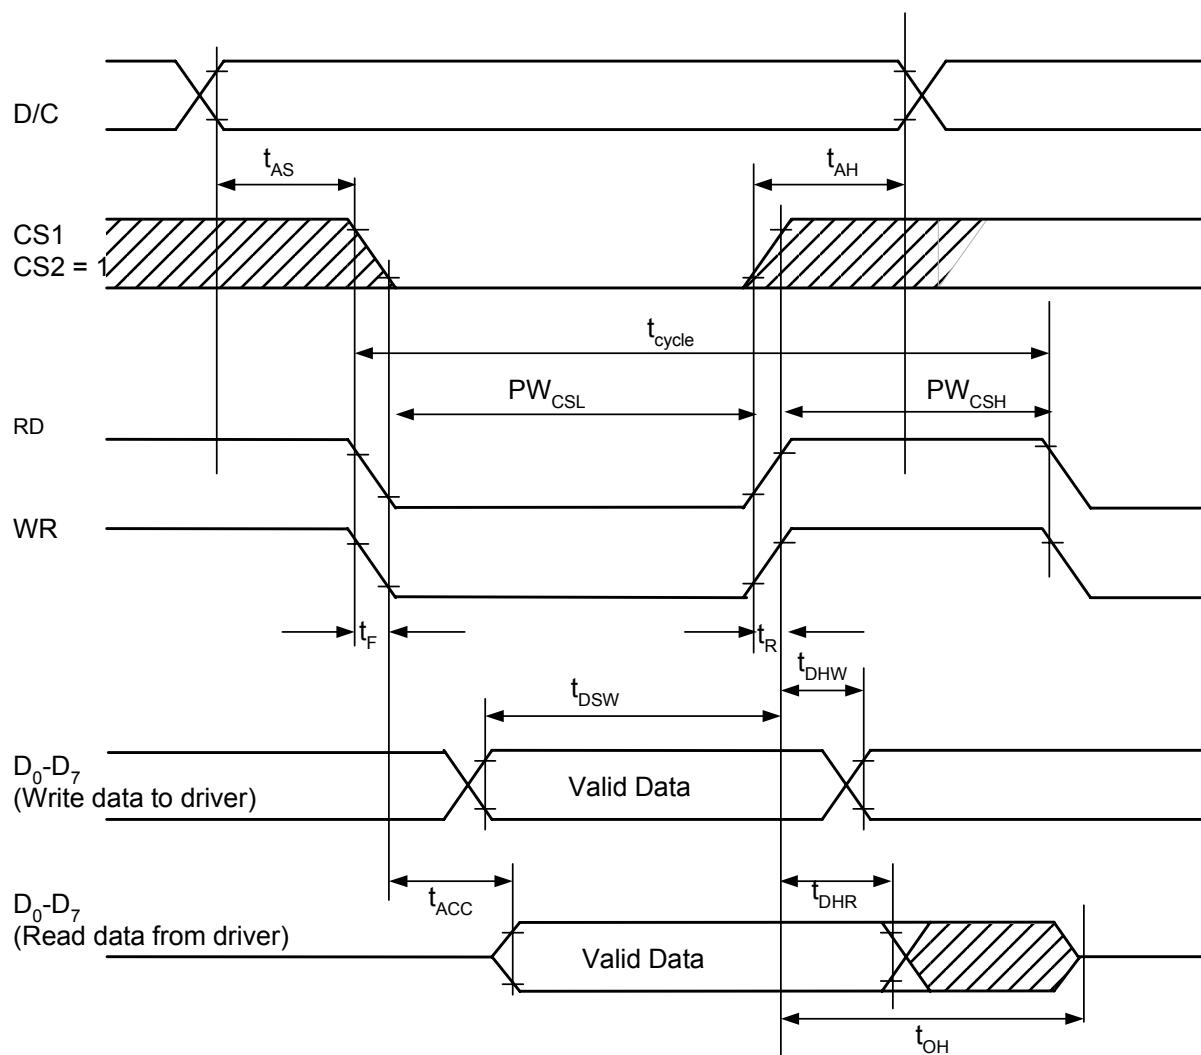 D/C
tAS
tAH
CS1
CS2 = 1
tcycle
PWCSL
PWCSH
RD
WR
tF
tR
tDHW
tDSW
D0-D7
(Write data to driver)
Valid Data
tACC
tDHR
D0-D7
(Read data from driver)
Valid Data
tOH